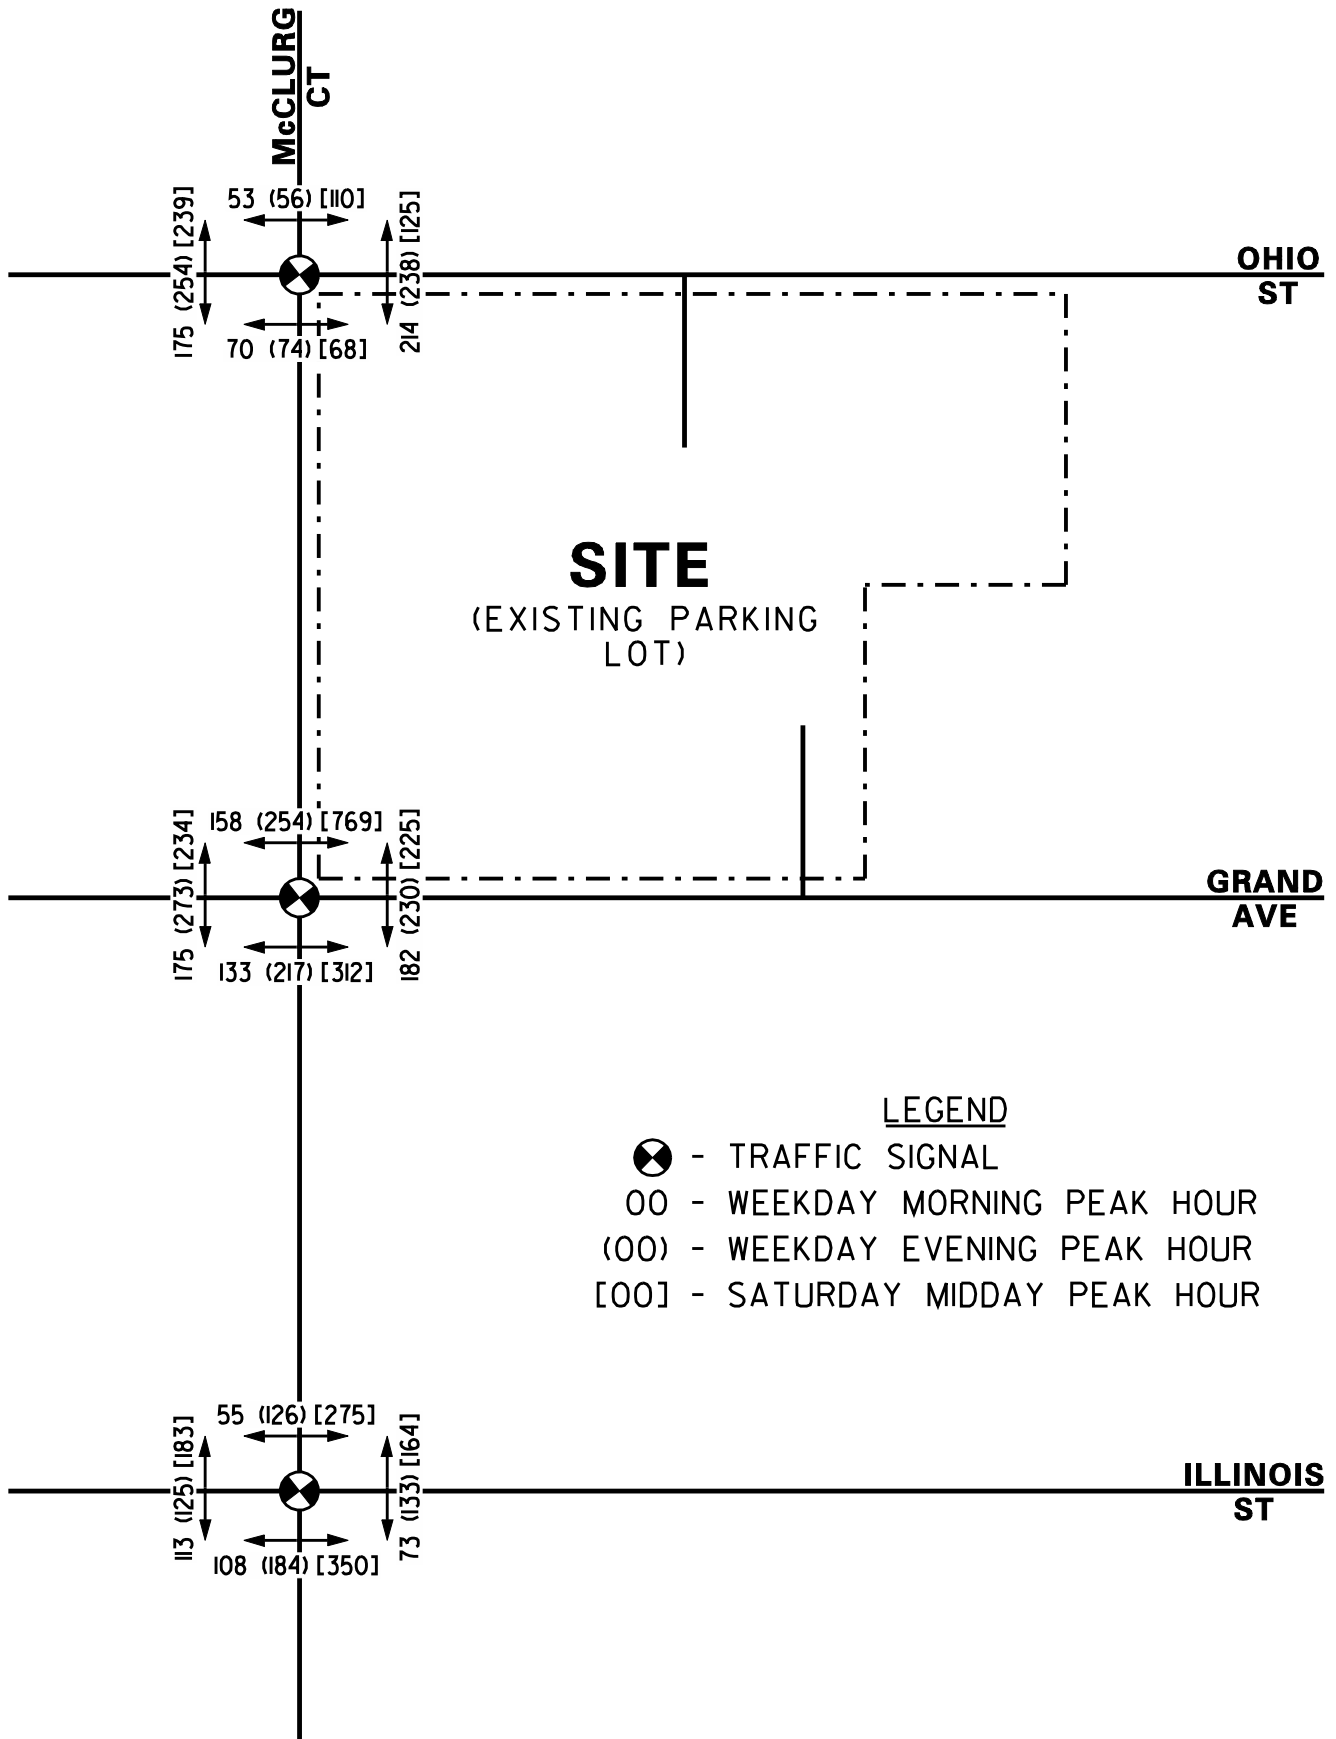 McCLURG
CT
53 (56) [110]
175 (254) [239]
214 (238) [125]
70 (74) [68]
OHIO
ST
SITE
(EXISTING PARKING
LOT)
158 (254) [769]
175 (273) [234]
182 (230) [225]
133 (217) [312]
GRAND
AVE
LEGEND
- TRAFFIC SIGNAL
00 - WEEKDAY MORNING PEAK HOUR
(00) - WEEKDAY EVENING PEAK HOUR
[00] - SATURDAY MIDDAY PEAK HOUR
55 (126) [275]
113 (125) [183]
73 (133) [164]
108 (184) [350]
ILLINOIS
ST